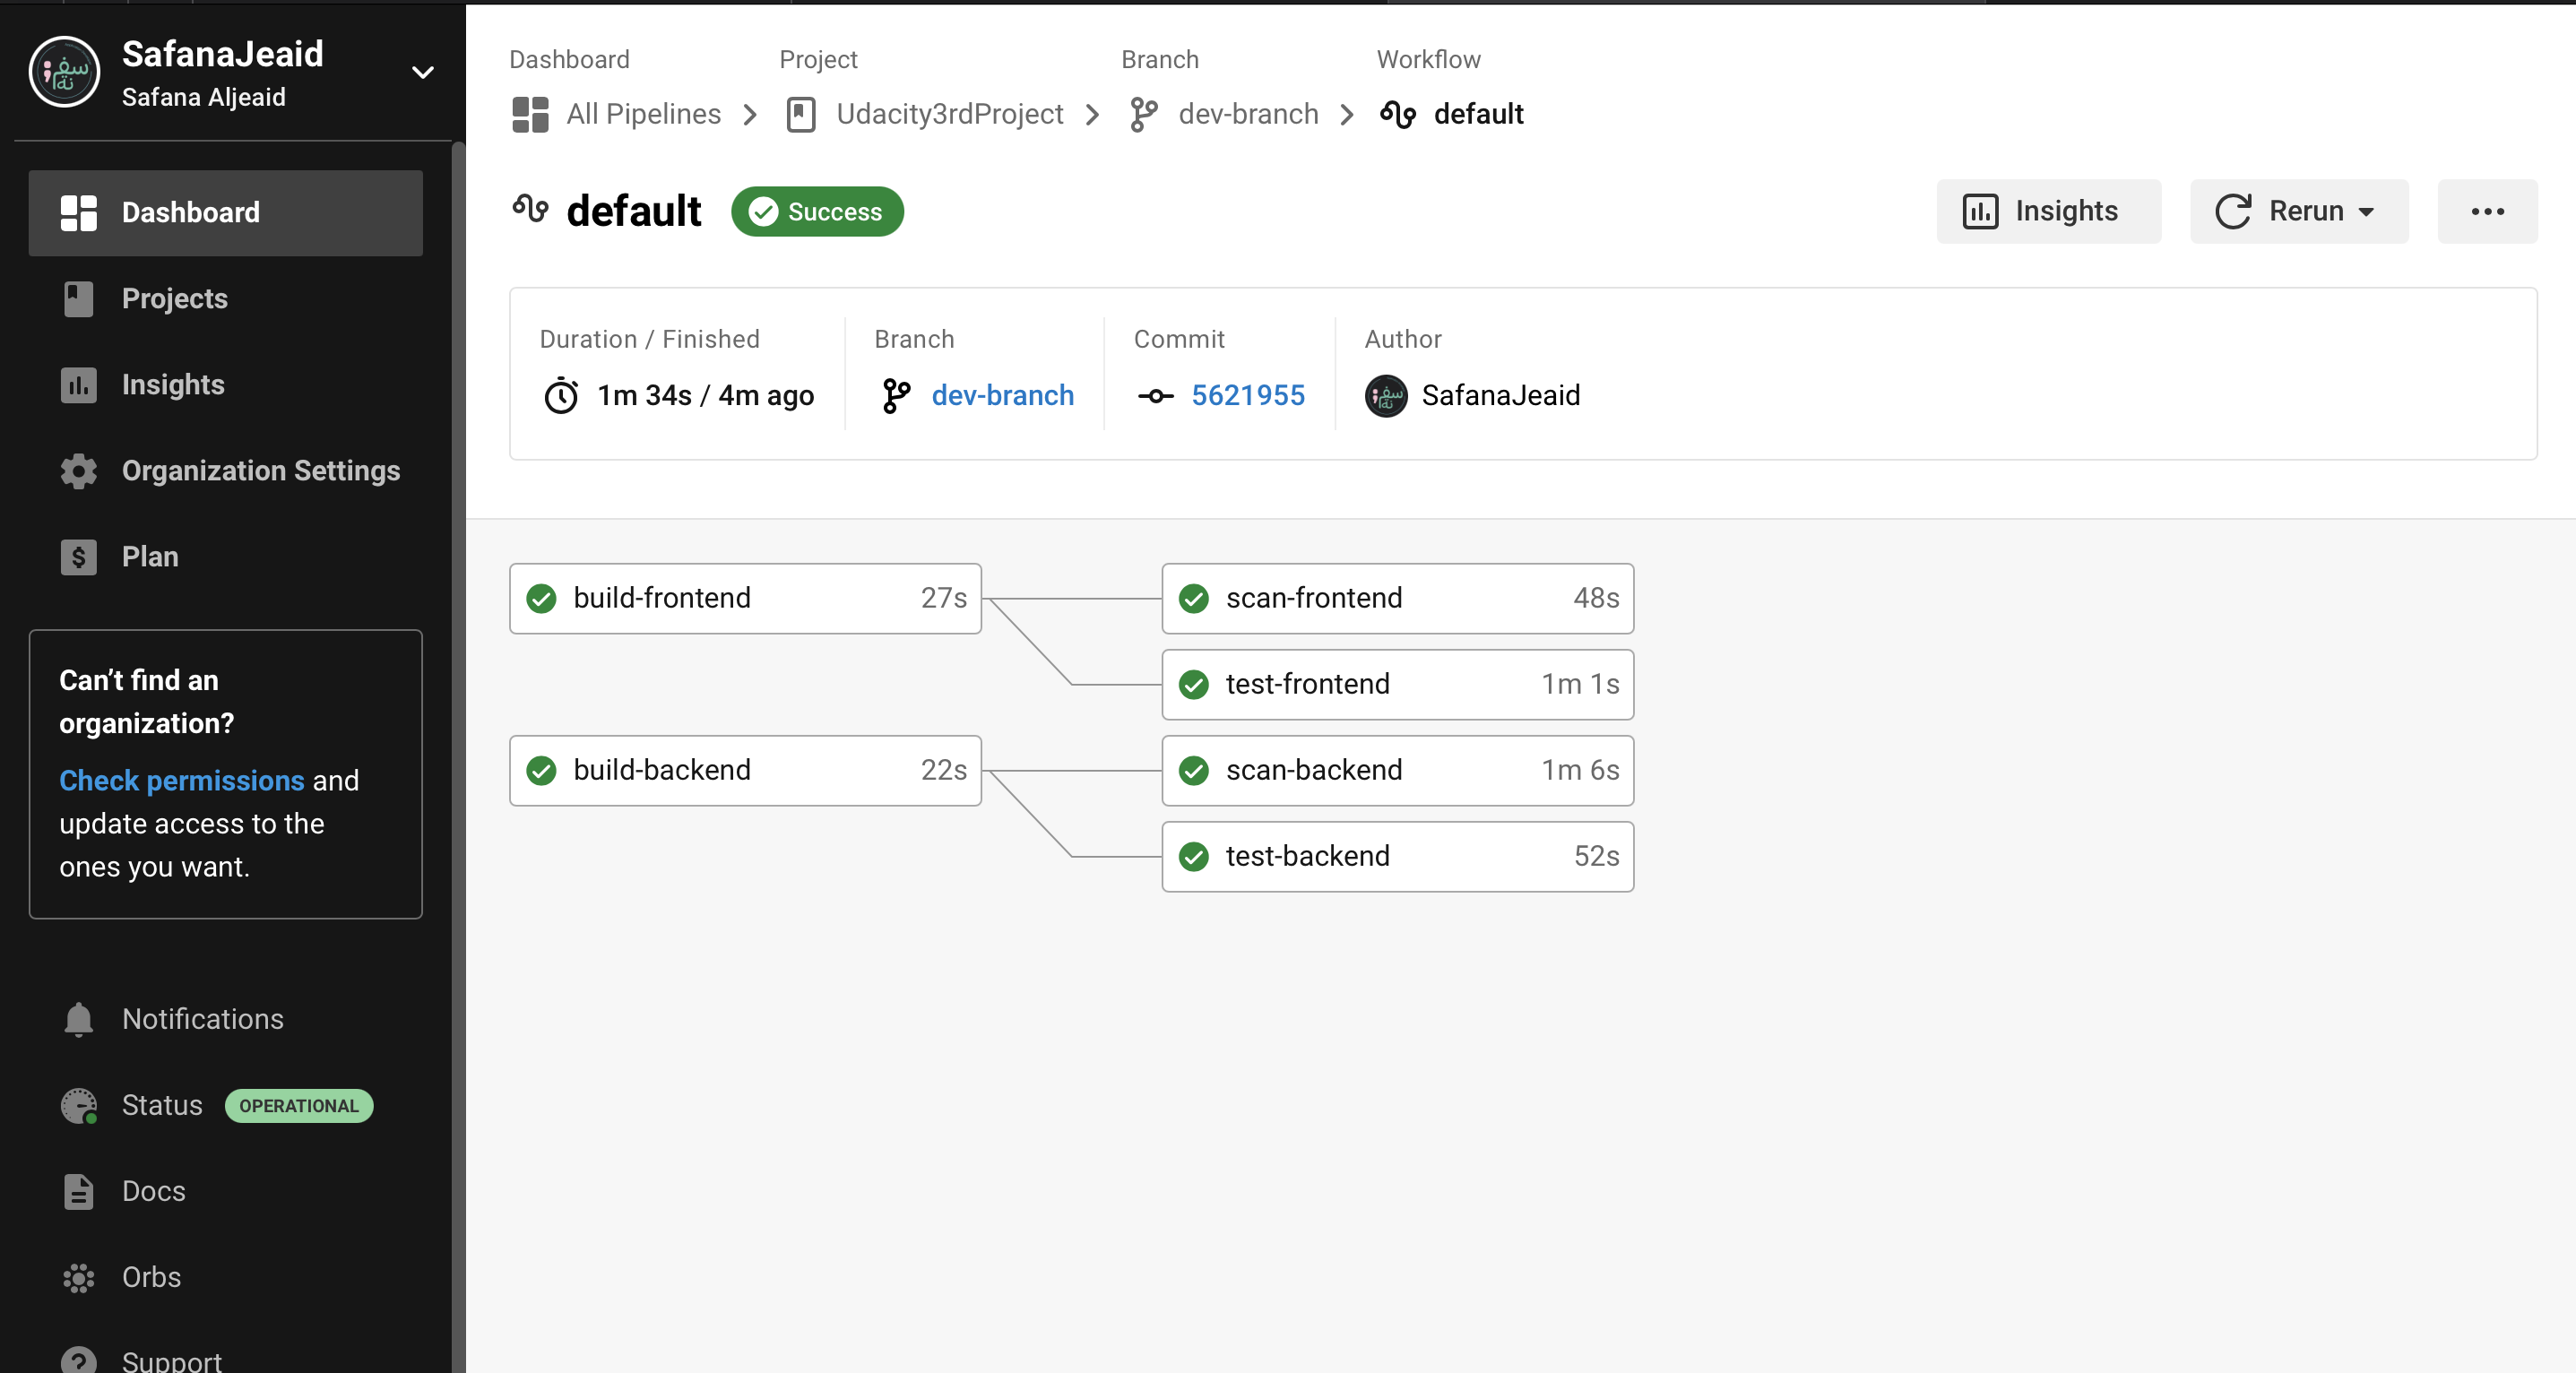 SafanaJeaid
Safana Aljeaid
Dashboard
Projects
Insights
Organization Settings
Plan
Can't find an
organization?
Check permissions and
update access to the
ones you want.
Notifications
Status OPERATIONAL
Docs
Orbs
Support
Dashboard Project Branch Workflow
All Pipelines Udacity3rdProject dev-branch default
default Success Insights Rerun
Duration / Finished Branch Commit Author
1m 34s / 4m ago dev-branch 5621955 SafanaJeaid
build-frontend 27s scan-frontend 48s
test-frontend 1m 1s
build-backend 22s scan-backend 1m 6s
test-backend 52s